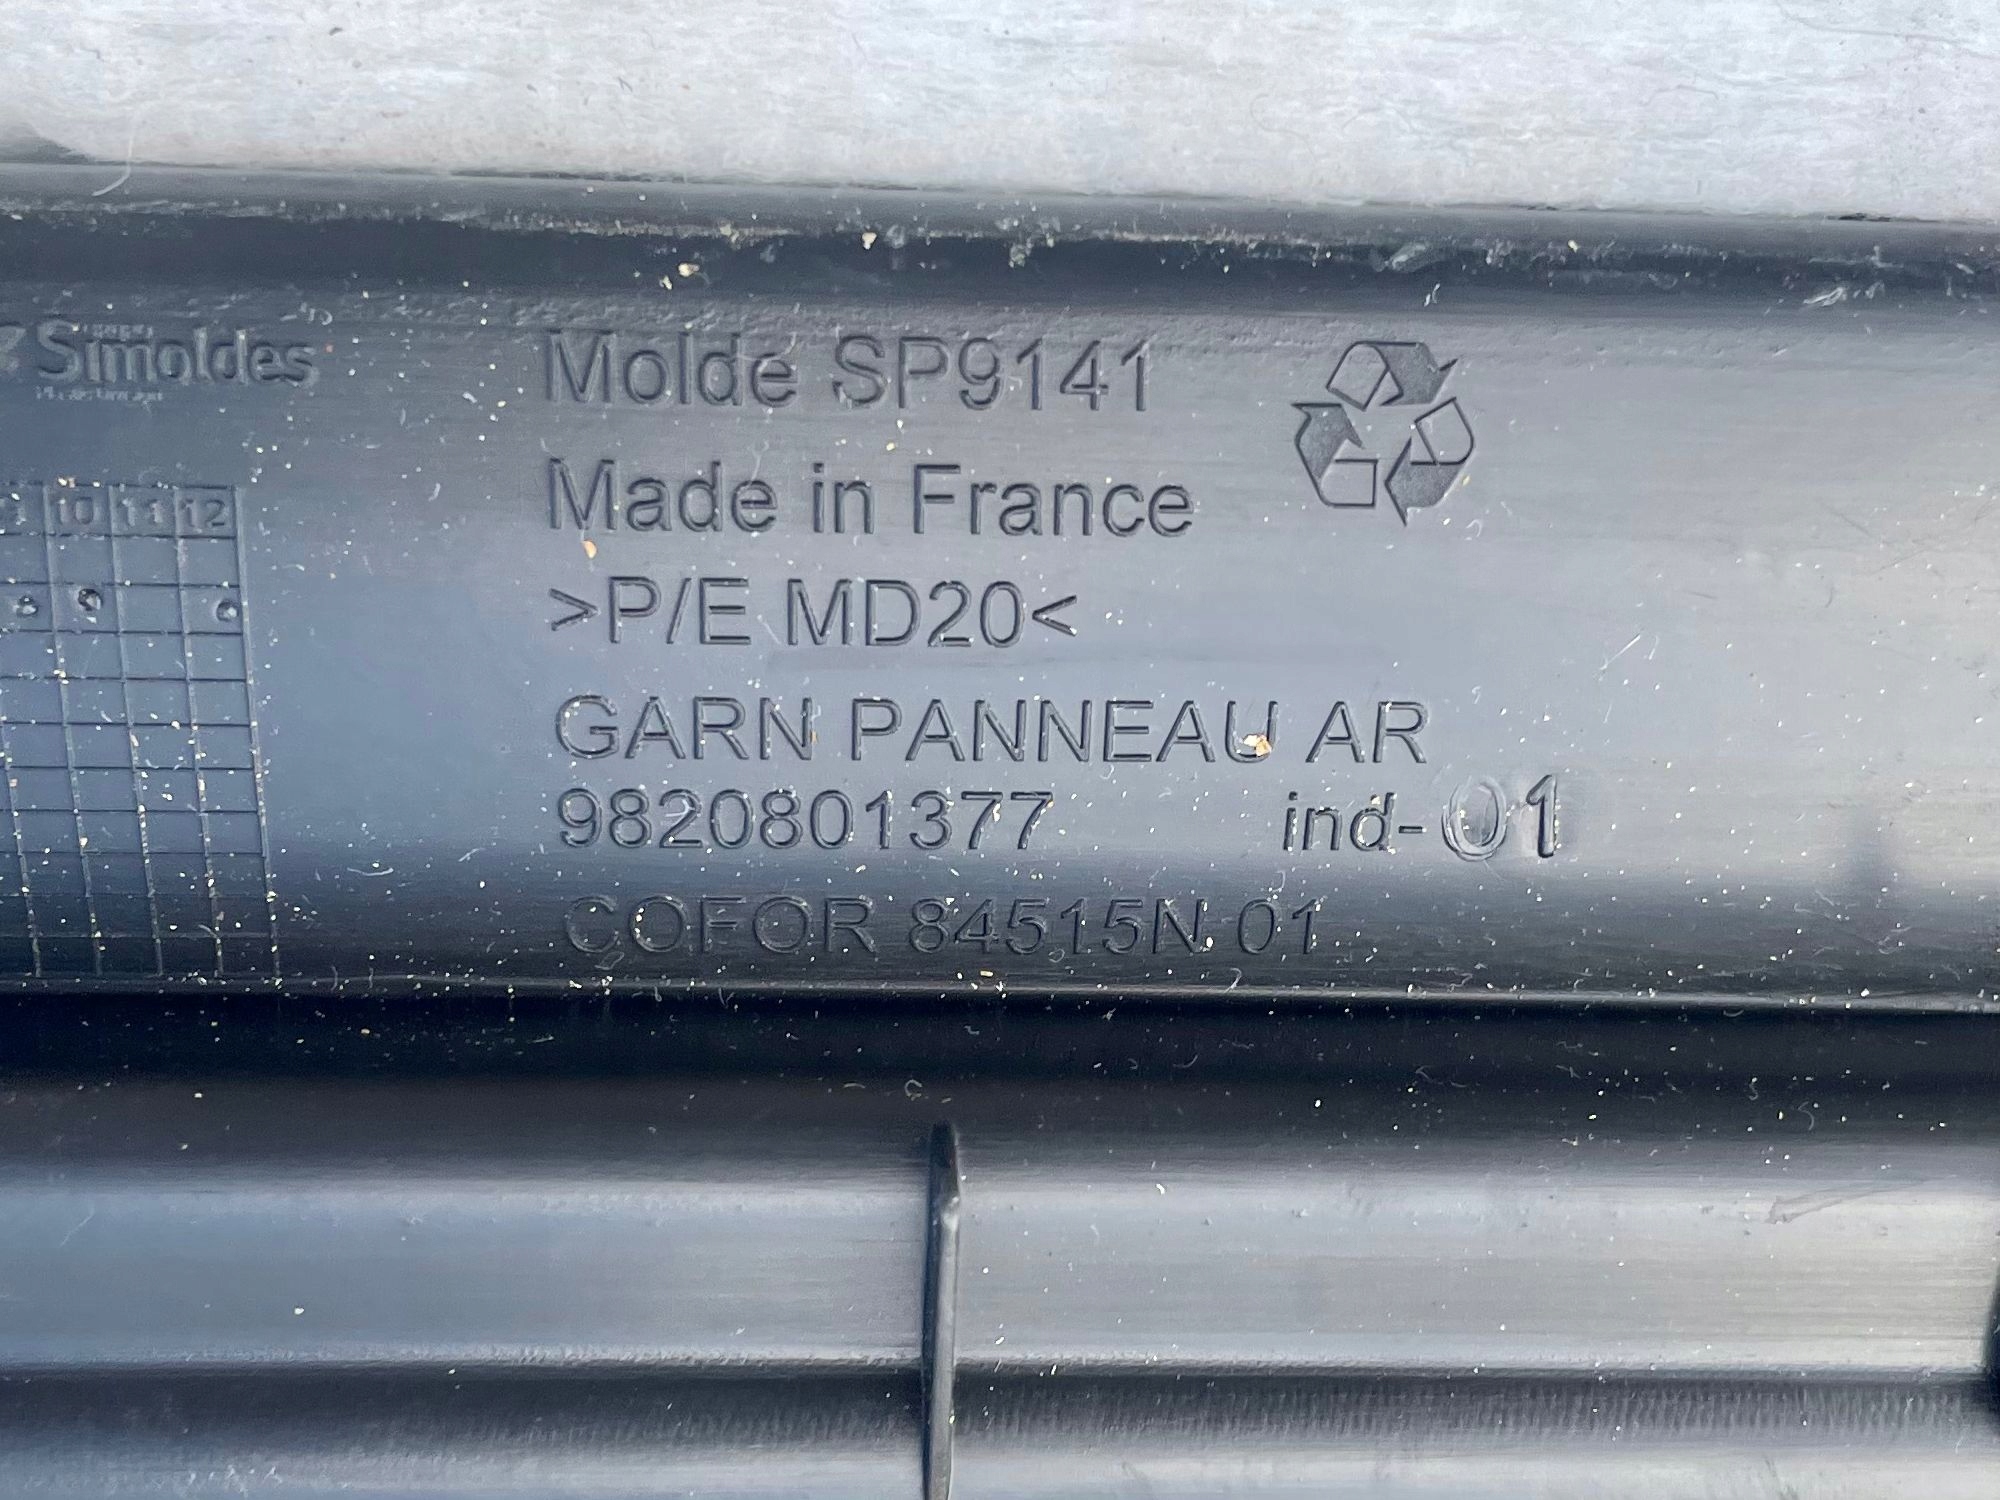 Simoldes
Molde SP9141
Made in France
10 11 12
>P/E MD20<
GARN PANNEAU AR
9820801377 ind-01
COFOR 84515N 01